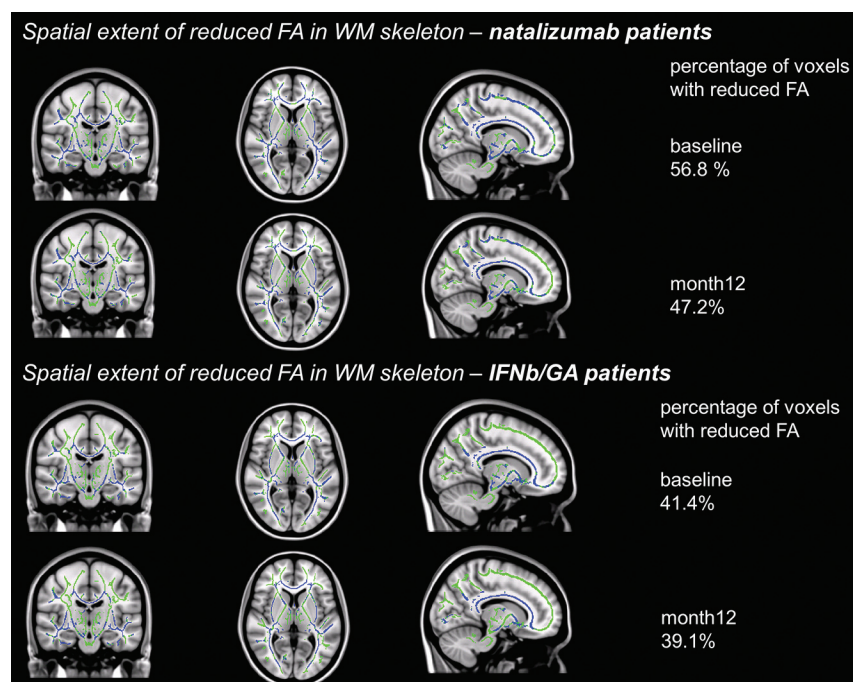 Spatial extent of reduced FA in WM skeleton – natalizumab patients
percentage of voxels
with reduced FA
baseline
56.8 %
month12
47.2%
Spatial extent of reduced FA in WM skeleton – IFNb/GA patients
percentage of voxels
with reduced FA
baseline
41.4%
month12
39.1%